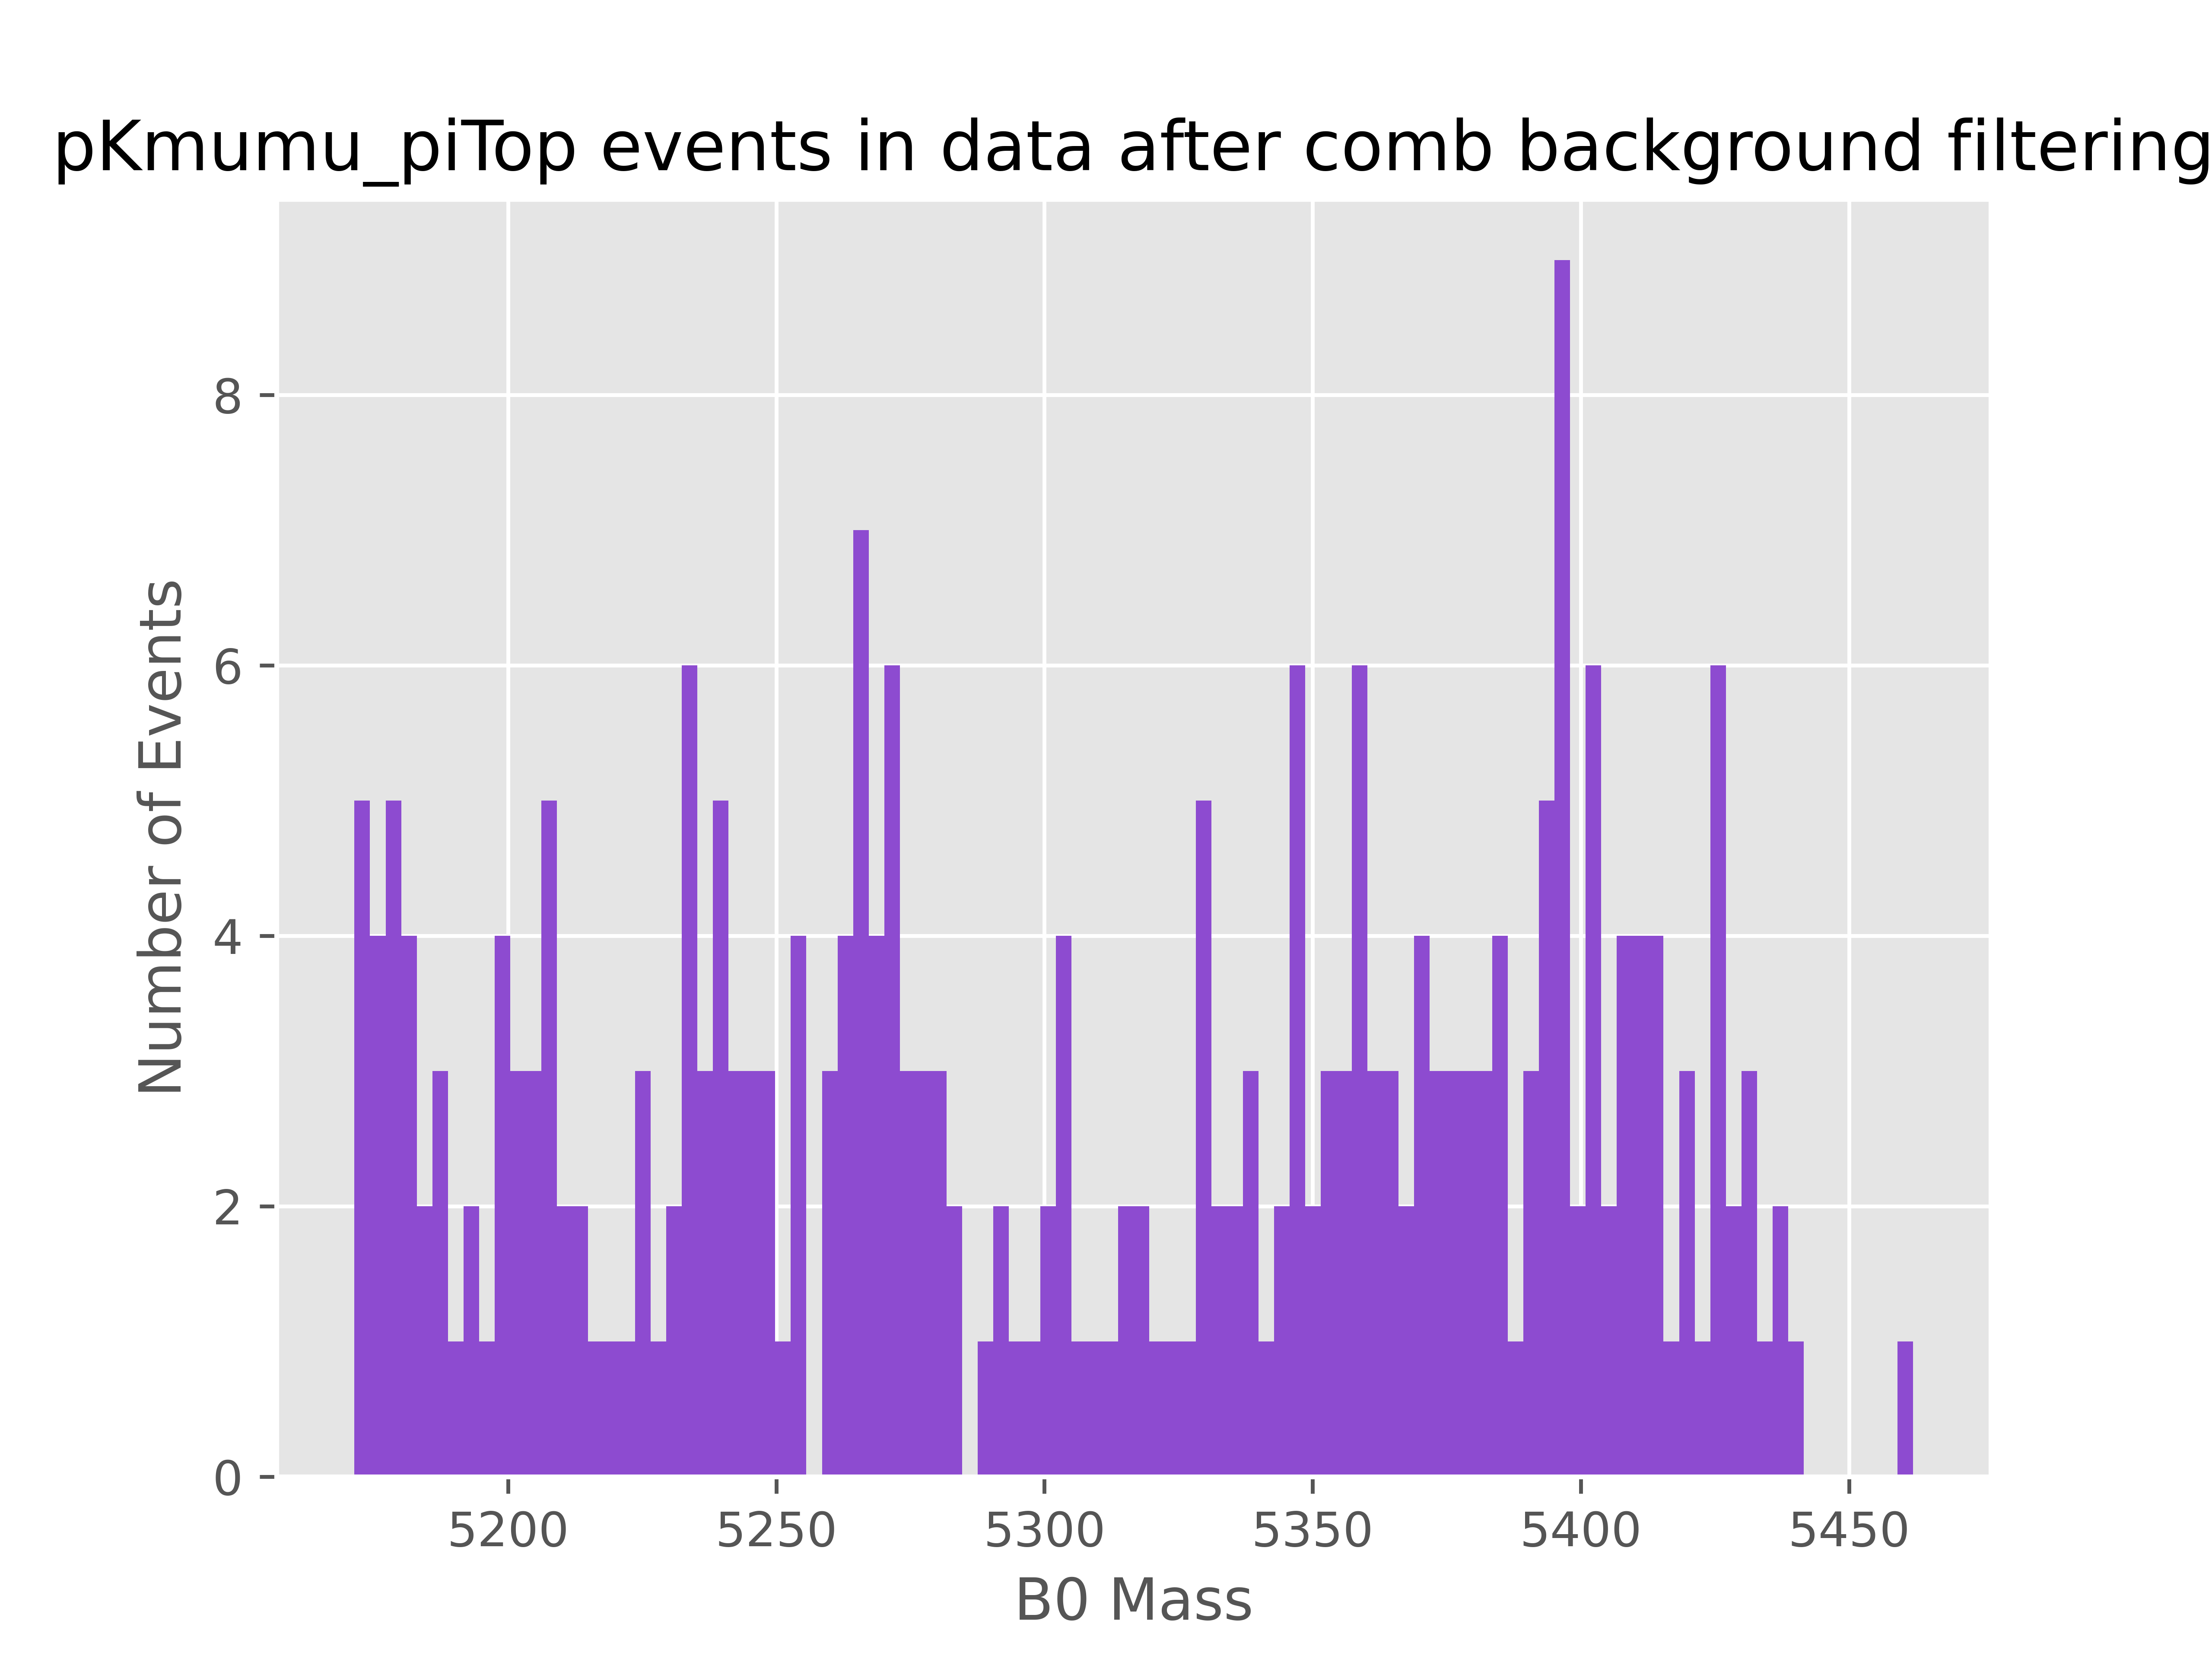 pKmumu_piTop events in data after comb background filtering
Number of Events
8
6
4
2
0
5200 5250 5300 5350 5400 5450
B0 Mass